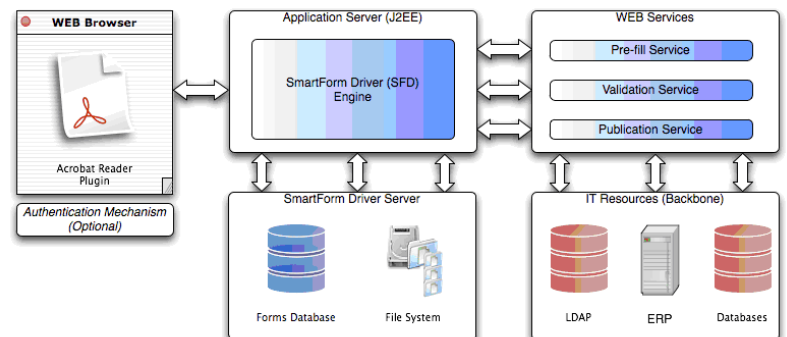 WEB Browser
Acrobat Reader
Plugin
Authentication Mechanism
(Optional)
Application Server (J2EE)
SmartForm Driver (SFD)
Engine
WEB Services
Pre-fill Service
Validation Service
Publication Service
SmartForm Driver Server
Forms Database
File System
IT Resources (Backbone)
LDAP
ERP
Databases